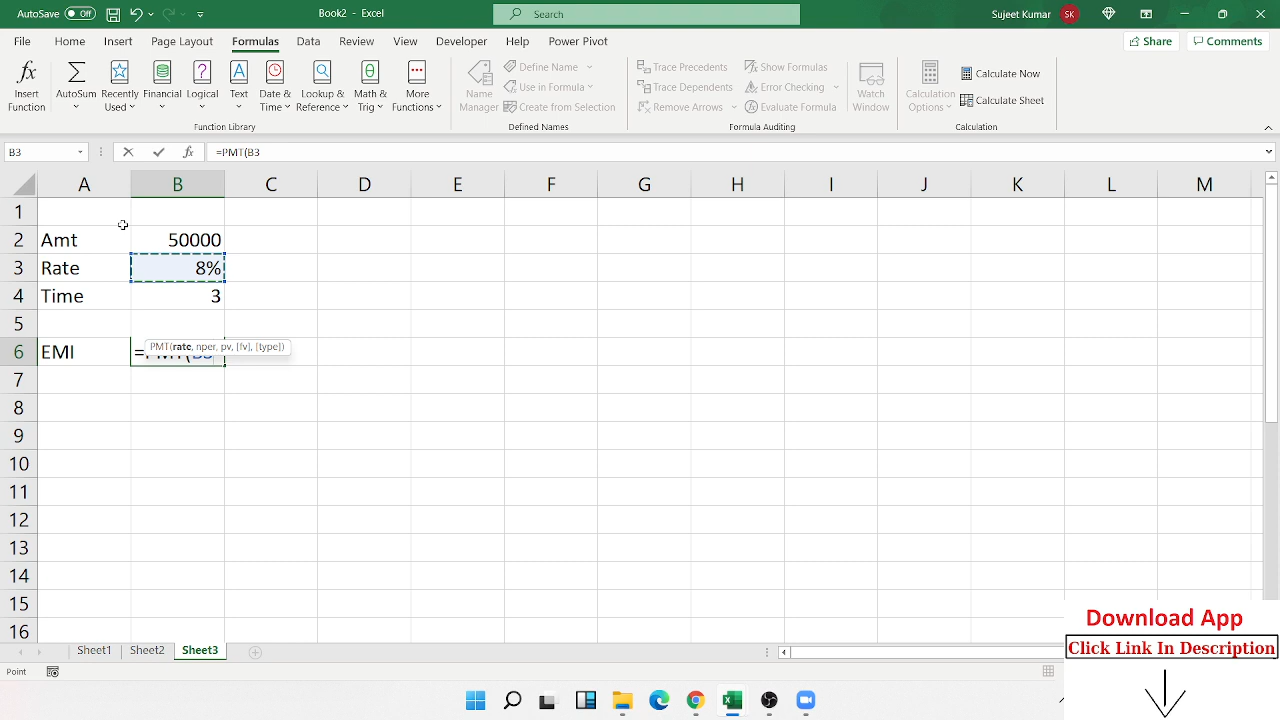 AutoSave Off
Book2 - Excel
Search
Sujeet Kumar
SK
File Home Insert Page Layout Formulas Data Review View Developer Help Power Pivot
Share
Comments
Insert Function
AutoSum
Recently Used
Financial
Logical
Text
Date & Time
Lookup & Reference
Math & Trig
More Functions
Function Library
Name Manager
Define Name
Use in Formula
Create from Selection
Defined Names
Trace Precedents
Trace Dependents
Remove Arrows
Show Formulas
Error Checking
Evaluate Formula
Formula Auditing
Watch Window
Calculation Options
Calculate Now
Calculate Sheet
Calculation
B3
fx
=PMT(B3
A B C D E F G H I J K L M
1
2 Amt 50000
3 Rate 8%
4 Time 3
5
PMT(rate, nper, pv, [fv], [type])
6 EMI =PMT(B3
7
8
9
10
11
12
13
14
15
16
Download App
Click Link In Description
Sheet1 Sheet2 Sheet3
Point